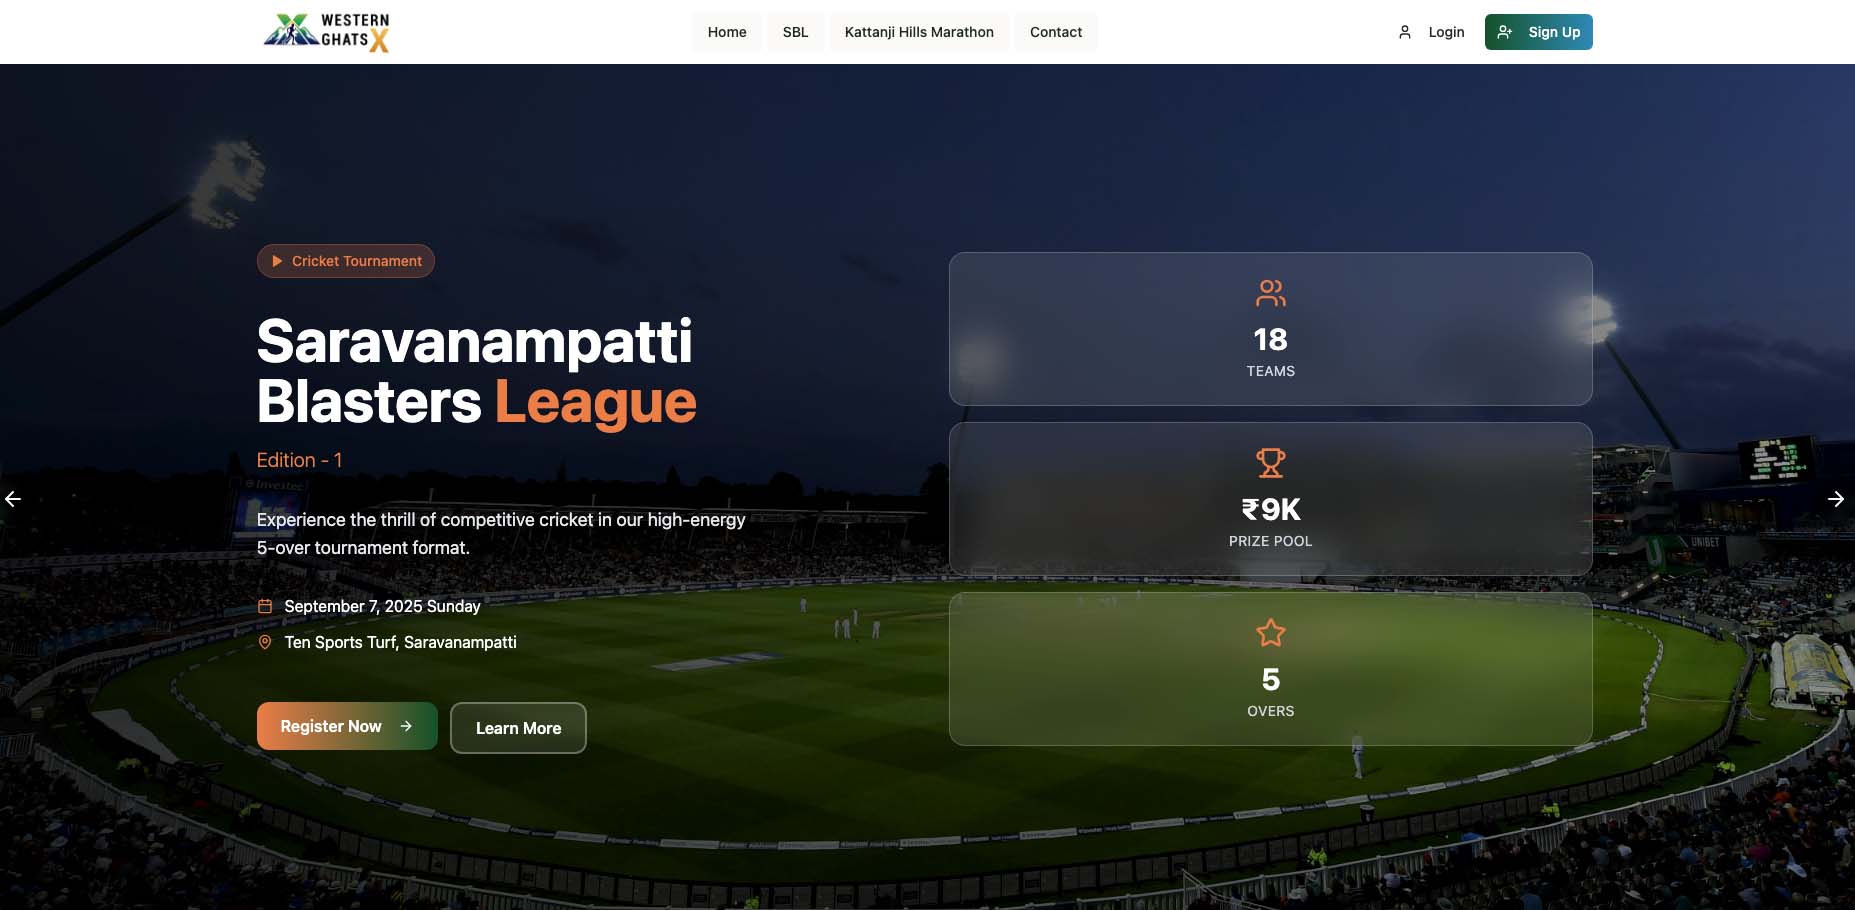 WESTERN
GHATS X
Home
SBL
Kattanji Hills Marathon
Contact
Login
Sign Up
Cricket Tournament
Saravanampatti
Blasters League
Edition - 1
Experience the thrill of competitive cricket in our high-energy
5-over tournament format.
September 7, 2025 Sunday
Ten Sports Turf, Saravanampatti
Register Now
Learn More
18
TEAMS
₹9K
PRIZE POOL
5
OVERS
Investec
UNIBET